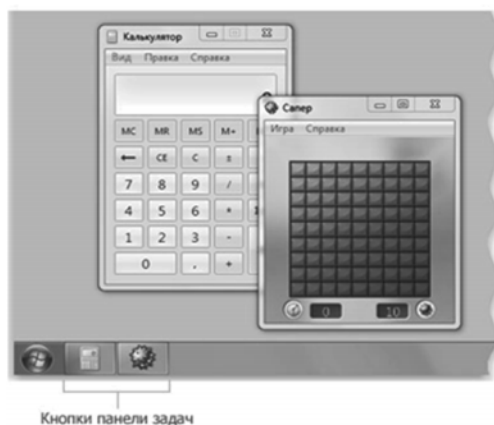 Калькулятор
Вид Правка Справка
MC MR MS M+
← CE C ±
7 8 9 /
4 5 6 *
1 2 3 -
0 , +
Сапер
Игра Справка
0 10
Кнопки панели задач